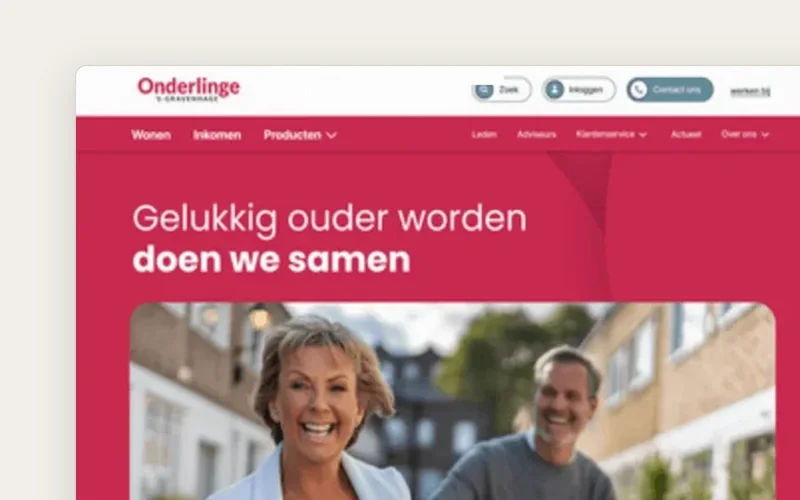 Onderlinge
'S-GRAVENHAGE
Zoek
Inloggen
Contact ons
werken bij
Wonen Inkomen Producten
Leden Adviseurs Klantenservice Actueel Over ons
Gelukkig ouder worden
doen we samen